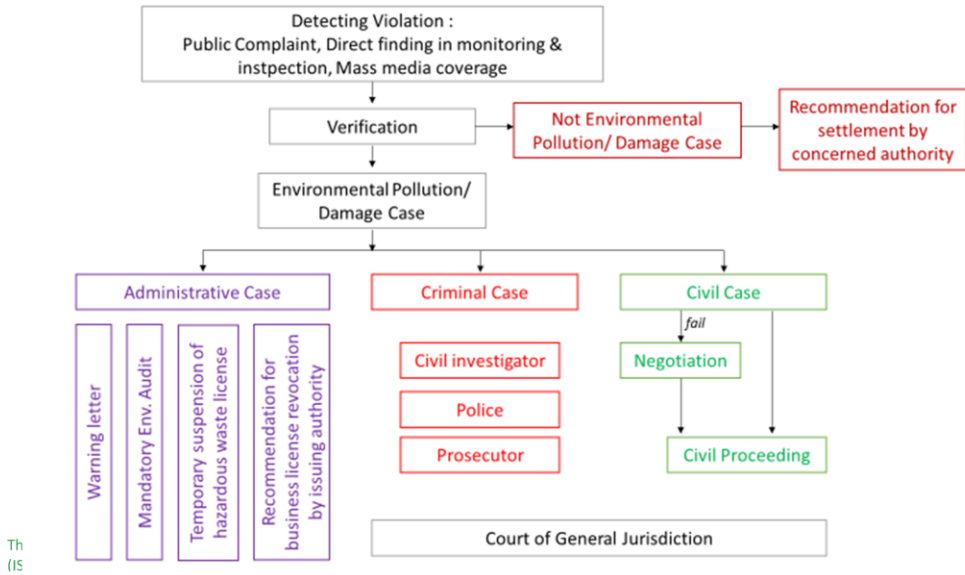 Detecting Violation :
Public Complaint, Direct finding in monitoring &
instpection, Mass media coverage
Verification
Not Environmental
Pollution/ Damage Case
Recommendation for
settlement by
concerned authority
Environmental Pollution/
Damage Case
Administrative Case
Criminal Case
Civil Case
Warning letter
Mandatory Env. Audit
Temporary suspension of
hazardous waste license
Recommendation for
business license revocation
by issuing authority
Civil investigator
Police
Prosecutor
fail
Negotiation
Civil Proceeding
Court of General Jurisdiction
Th
(IS